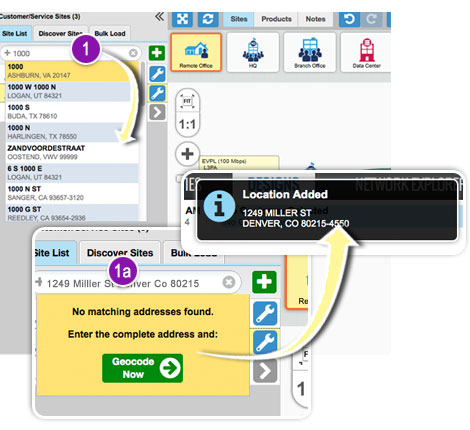 Customer/Service Sites (3)
Site List
Discover Sites
Bulk Load
+ 1000
1
1000
ASHBURN, VA 20147
1000 W 1000 N
LOGAN, UT 84321
1000 S
BUDA, TX 78610
1000 N
HARLINGEN, TX 78550
ZANDVOORDESTRAAT
OOSTEND, VWV 99999
6 S 1000 E
LOGAN, UT 84321
1000 N ST
SANGER, CA 93657-3120
1000 G ST
REEDLEY, CA 93654-2936
Sites
Products
Notes
Remote Office
HQ
Branch Office
Data Center
FIT
1:1
EVPL (100 Mbps)
DESIGNS
NETWORK EXPLORER
Location Added
1249 MILLER ST
DENVER, CO 80215-4550
Site List
Discover Sites
Bulk Load
1a
+ 1249 Miller St Denver Co 80215
No matching addresses found.
Enter the complete address and:
Geocode
Now
1